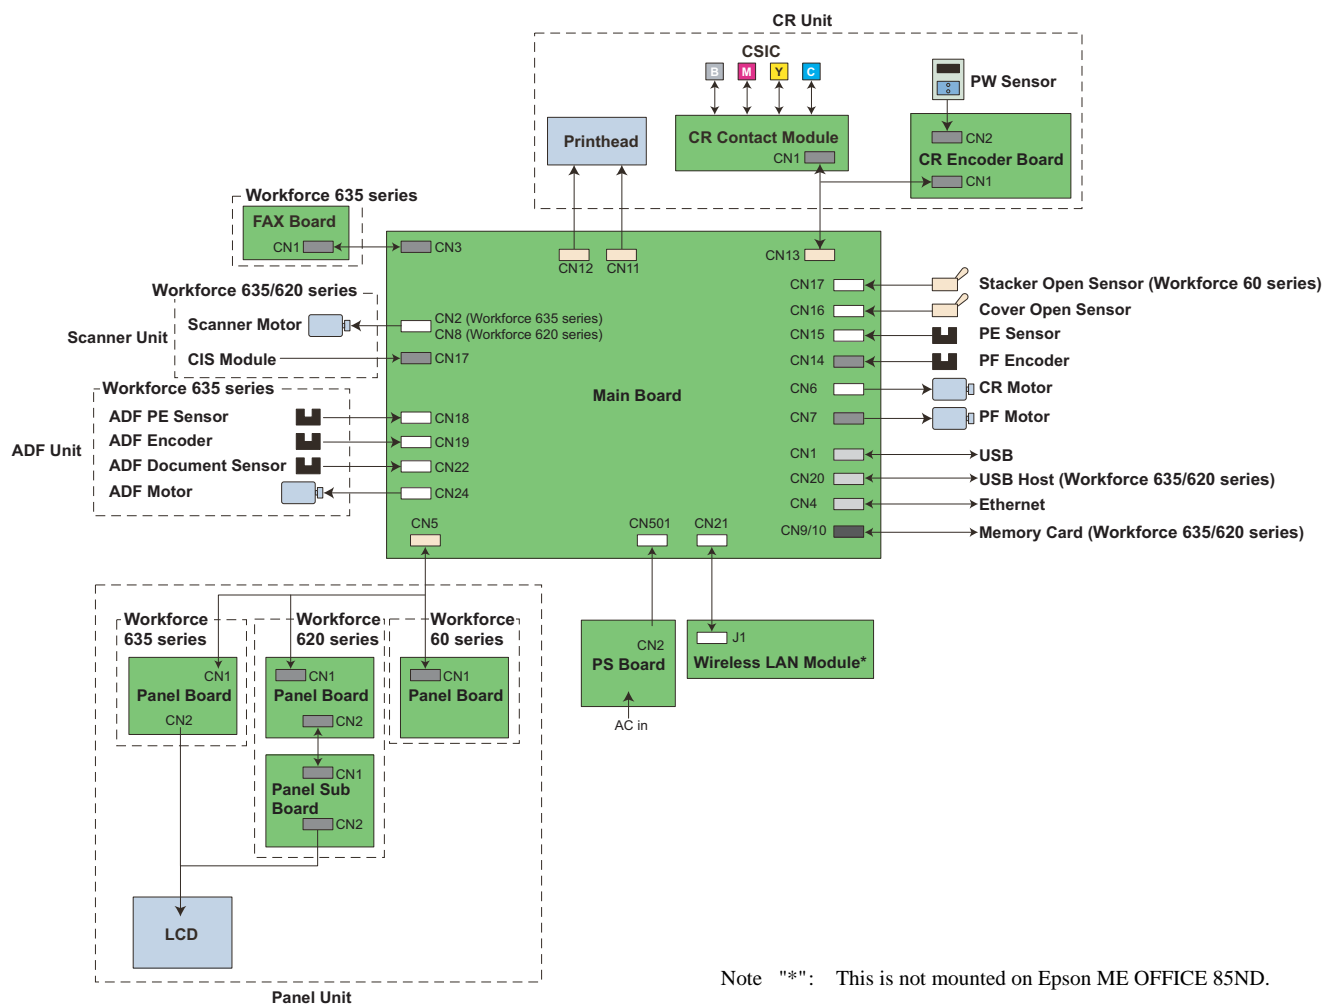 CR Unit
CSIC
B M Y C
PW Sensor
Printhead
CR Contact Module
CN1
CN2
CR Encoder Board
CN1
Workforce 635 series
FAX Board
CN1
CN3
CN12
CN11
CN13
Workforce 635/620 series
Scanner Unit
Scanner Motor
CN2 (Workforce 635 series)
CN8 (Workforce 620 series)
CIS Module
CN17
Workforce 635 series
ADF Unit
ADF PE Sensor
CN18
ADF Encoder
CN19
ADF Document Sensor
CN22
ADF Motor
CN24
Main Board
CN17
Stacker Open Sensor (Workforce 60 series)
CN16
Cover Open Sensor
CN15
PE Sensor
CN14
PF Encoder
CN6
CR Motor
CN7
PF Motor
CN1
USB
CN20
USB Host (Workforce 635/620 series)
CN4
Ethernet
CN9/10
Memory Card (Workforce 635/620 series)
CN5
CN501
CN21
Workforce
635 series
CN1
Panel Board
CN2
Workforce
620 series
CN1
Panel Board
CN2
CN1
Panel Sub
Board
CN2
Workforce
60 series
CN1
Panel Board
CN2
PS Board
AC in
J1
Wireless LAN Module*
LCD
Panel Unit
Note "*": This is not mounted on Epson ME OFFICE 85ND.